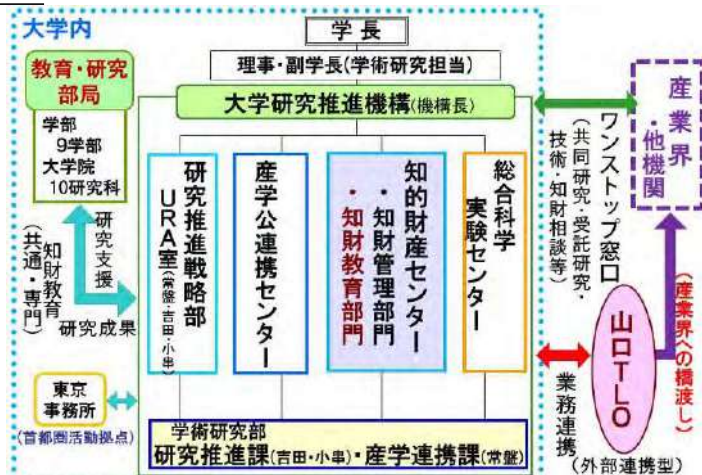 大学内
学長
理事・副学長(学術研究担当)
大学研究推進機構(機構長)
教育・研究
部局
学部
9学部
大学院
10研究科
研究支援
知財教育
(共通・専門)
研究成果
東京
事務所
(首都圏活動拠点)
研究推進戦略部
URA室(常盤・吉田・小串)
産学公連携センター
知的財産センター
・知財管理部門
・知財教育部門
総合科学
実験センター
学術研究部
研究推進課(吉田・小串)・産学連携課(常盤)
産業界
・他機関
ワンストップ窓口
(共同研究・受託研究・
技術・知財相談等)
山口TLO
(産業界への橋渡し)
業務連携
(外部連携型)